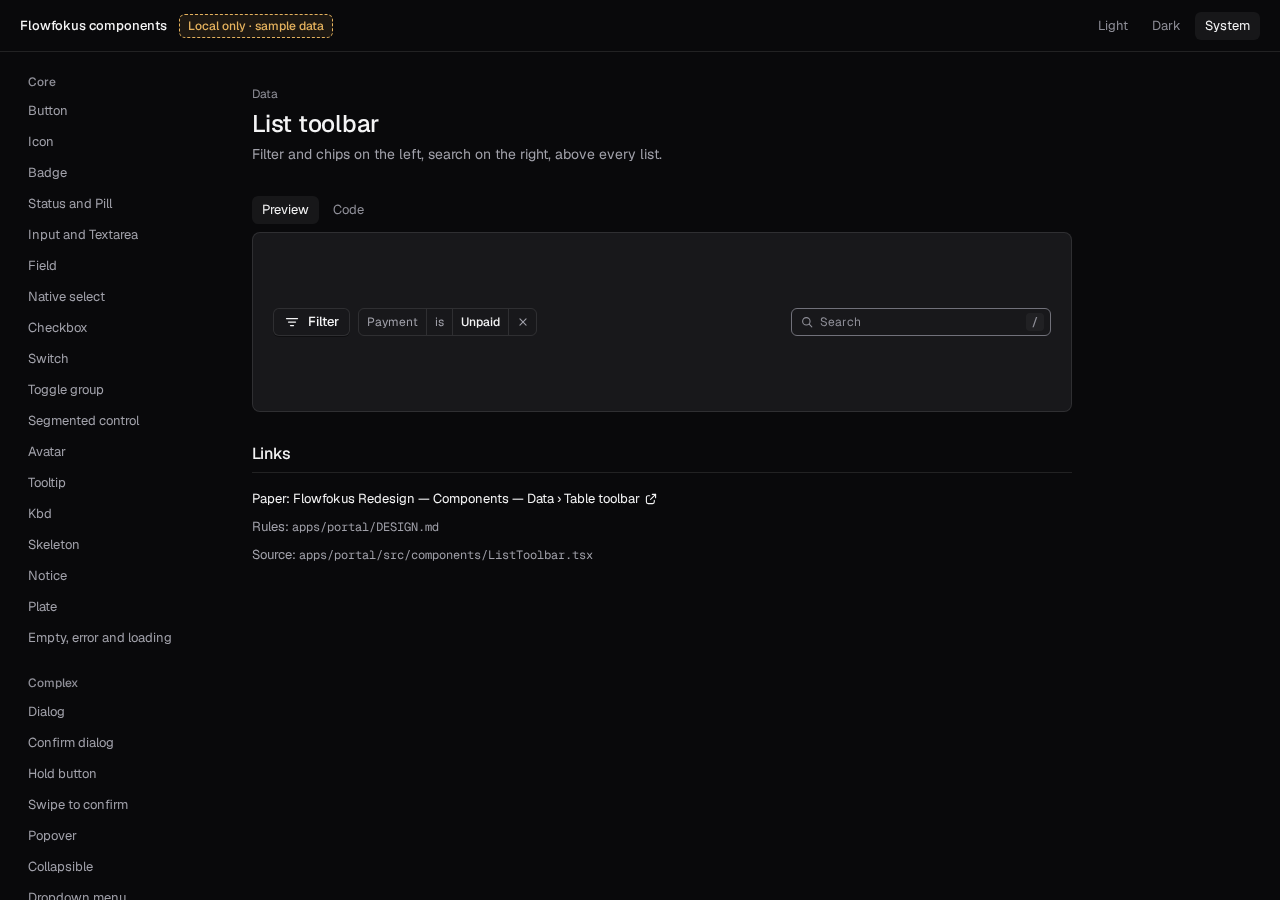 Flowfokus components
Local only · sample data
Light
Dark
System
Core
Button
Icon
Badge
Status and Pill
Input and Textarea
Field
Native select
Checkbox
Switch
Toggle group
Segmented control
Avatar
Tooltip
Kbd
Skeleton
Notice
Plate
Empty, error and loading
Complex
Dialog
Confirm dialog
Hold button
Swipe to confirm
Popover
Collapsible
Dropdown menu
Data
List toolbar
Filter and chips on the left, search on the right, above every list.
Preview
Code
Filter
Payment is Unpaid
Search
/
Links
Paper: Flowfokus Redesign — Components — Data › Table toolbar
Rules: apps/portal/DESIGN.md
Source: apps/portal/src/components/ListToolbar.tsx